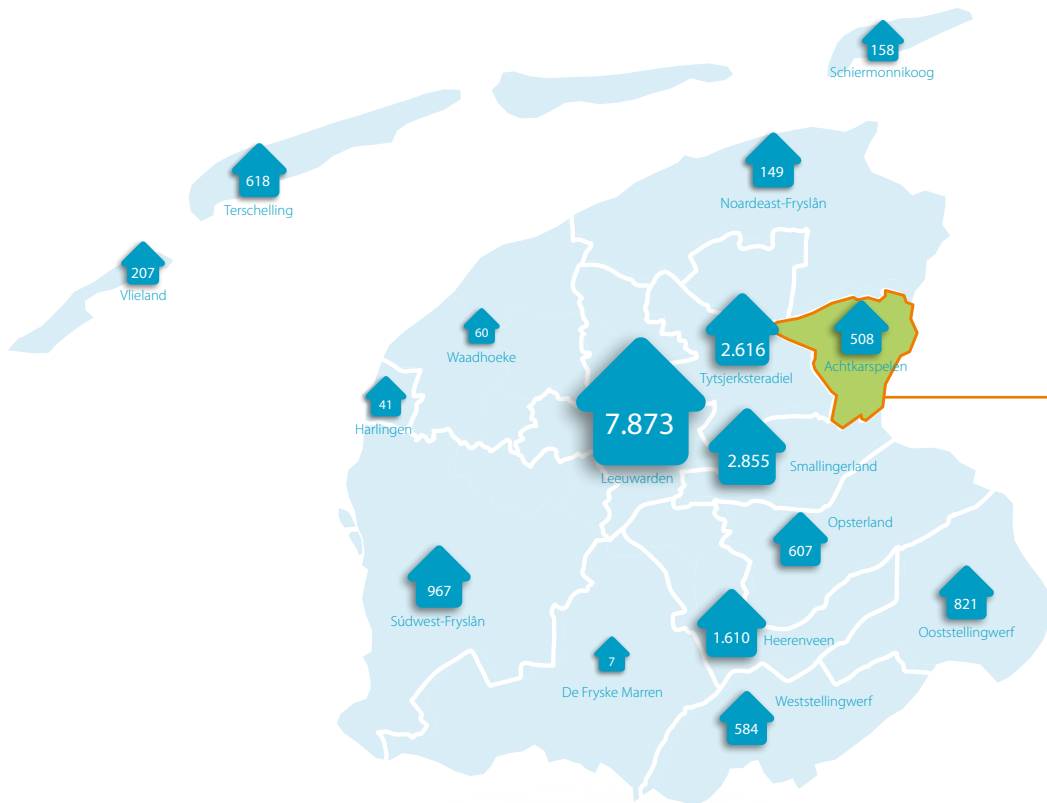 158
Schiermonnikoog
149
Noardeast-Fryslân
618
Terschelling
207
Vlieland
60
Waadhoeke
2.616
Tytsjerksteradiel
508
Achtkarspelen
41
Harlingen
7.873
Leeuwarden
2.855
Smallingerland
Opsterland
607
967
Súdwest-Fryslân
821
Ooststellingwerf
1.610
Heerenveen
7
De Fryske Marren
Weststellingwerf
584